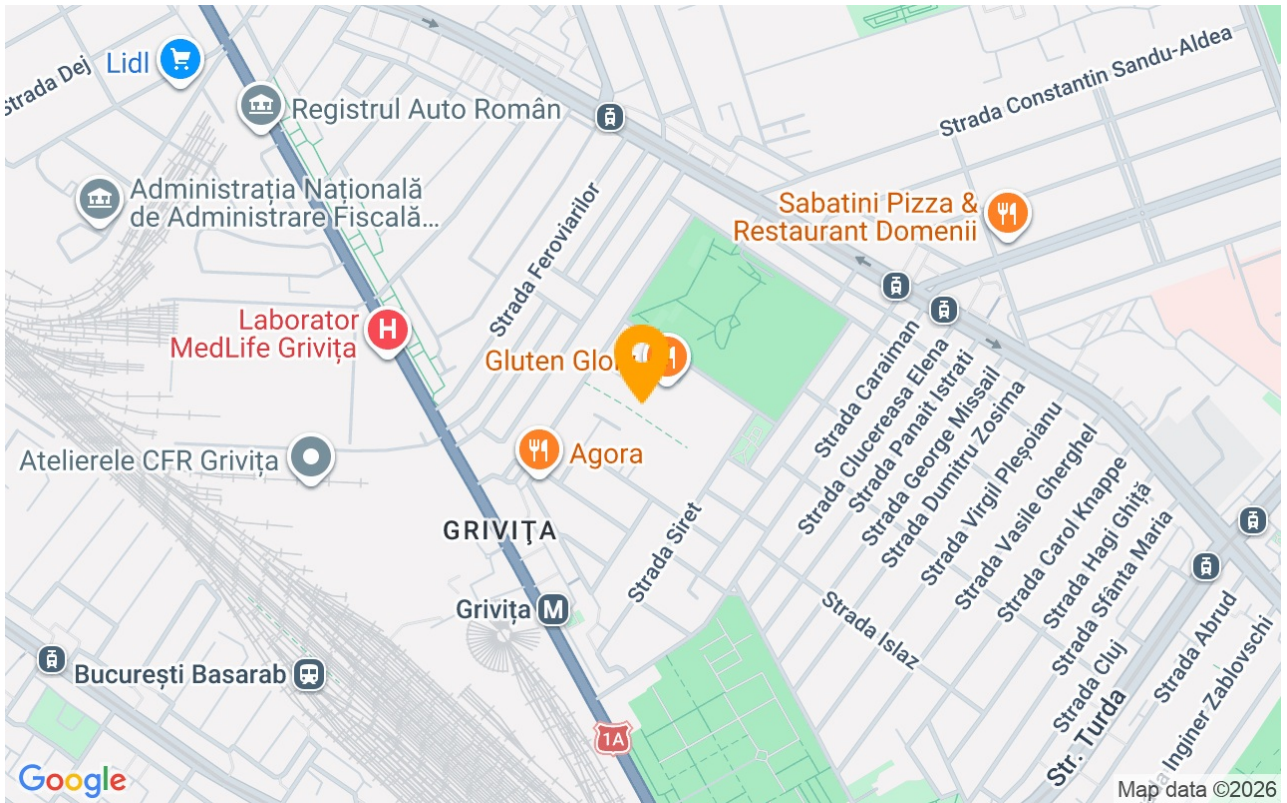 Strada Dej
Lidl
Registrul Auto Român
Strada Constantin Sandu-Aldea
Administrația Națională
de Administrare Fiscală...
Strada Feroviarilor
Sabatini Pizza &
Restaurant Domenii
Laborator
MedLife Grivița
H
Gluten Glo
Strada Caraiman
Strada Clucereasa Elena
Strada Panait Istrati
Strada George Missail
Strada Dumitru Zosima
Strada Virgil Pleșoianu
Strada Vasile Gherghel
Strada Carol Knappe
Strada Hagi Ghiță
Strada Sfânta Maria
Strada Cluj
Str. Turda
Strada Abrud
Inginer Zablovschi
Atelierele CFR Grivița
Agora
GRIVIŢA
Strada Siret
Strada Islaz
Grivița M
București Basarab
1A
Google
Map data ©2026